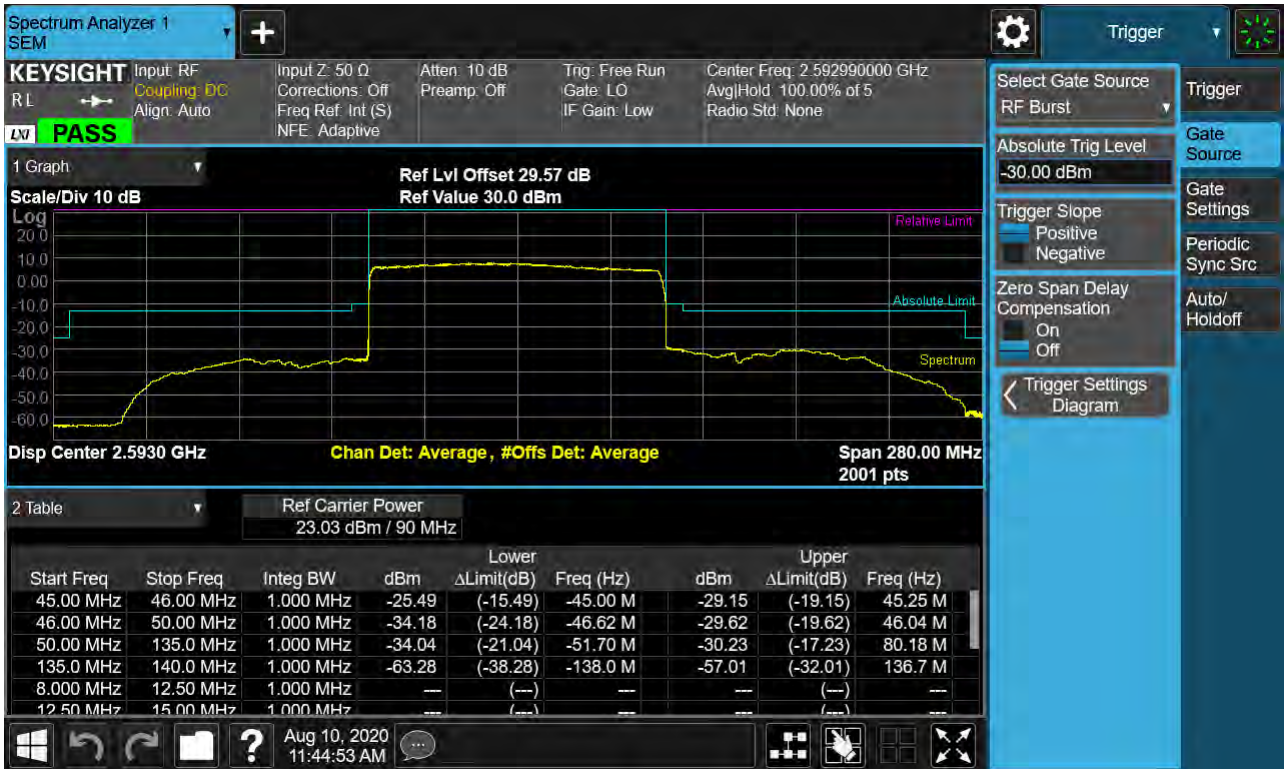 Spectrum Analyzer 1
SEM
+
Trigger
KEYSIGHT
R L
LXI PASS
Input: RF
Coupling: DC
Align: Auto
Input Z: 50 Ω
Corrections: Off
Freq Ref: Int (S)
NFE: Adaptive
Atten: 10 dB
Preamp: Off
Trig: Free Run
Gate: LO
IF Gain: Low
Center Freq: 2.592990000 GHz
Avg|Hold: 100.00% of 5
Radio Std: None
1 Graph
Scale/Div 10 dB
Ref Lvl Offset 29.57 dB
Ref Value 30.0 dBm
Log
20.0
10.0
0.00
-10.0
-20.0
-30.0
-40.0
-50.0
-60.0
Relative Limit
Absolute Limit
Spectrum
Disp Center 2.5930 GHz
Chan Det: Average, #Offs Det: Average
Span 280.00 MHz
2001 pts
2 Table
Ref Carrier Power
23.03 dBm / 90 MHz
Lower Upper
Start Freq Stop Freq Integ BW dBm ΔLimit(dB) Freq (Hz) dBm ΔLimit(dB) Freq (Hz)
45.00 MHz 46.00 MHz 1.000 MHz -25.49 (-15.49) -45.00 M -29.15 (-19.15) 45.25 M
46.00 MHz 50.00 MHz 1.000 MHz -34.18 (-24.18) -46.62 M -29.62 (-19.62) 46.04 M
50.00 MHz 135.0 MHz 1.000 MHz -34.04 (-21.04) -51.70 M -30.23 (-17.23) 80.18 M
135.0 MHz 140.0 MHz 1.000 MHz -63.28 (-38.28) -138.0 M -57.01 (-32.01) 136.7 M
8.000 MHz 12.50 MHz 1.000 MHz --- (---) --- --- (---) ---
12.50 MHz 15.00 MHz 1.000 MHz --- (---) --- --- (---) ---
?
Aug 10, 2020
11:44:53 AM
Select Gate Source
RF Burst
Absolute Trig Level
-30.00 dBm
Trigger Slope
Positive
Negative
Zero Span Delay
Compensation
On
Off
Trigger Settings
Diagram
Trigger
Gate
Source
Gate
Settings
Periodic
Sync Src
Auto/
Holdoff